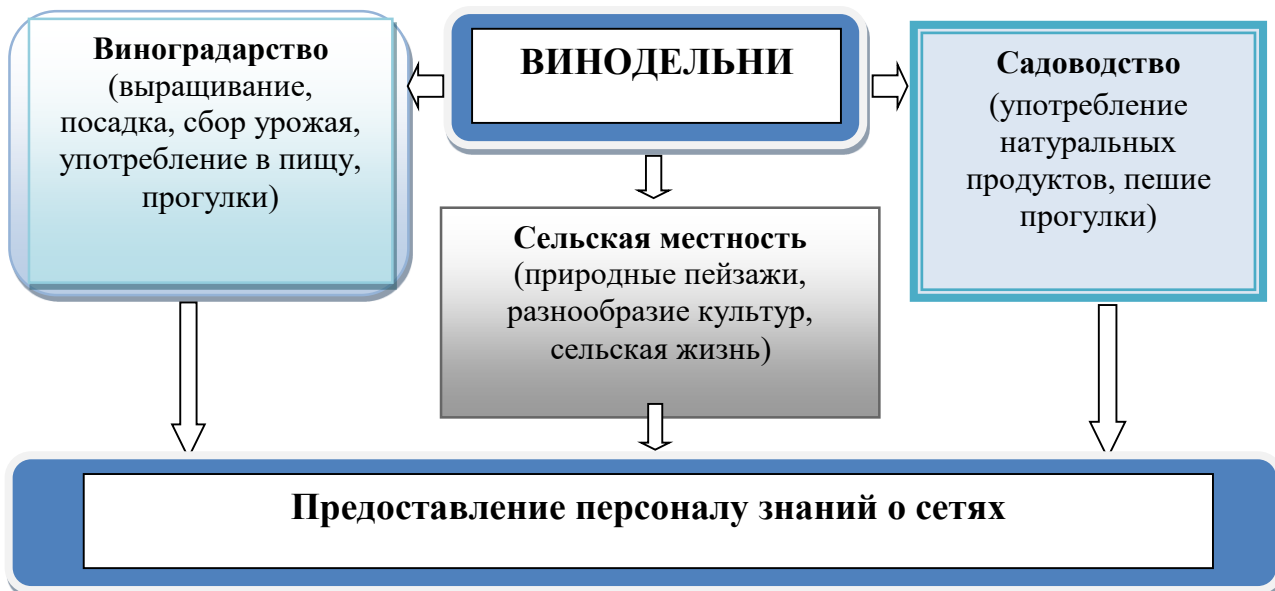 Виноградарство
(выращивание,
посадка, сбор урожая,
употребление в пищу,
прогулки)
ВИНОДЕЛЬНИ
Садоводство
(употребление
натуральных
продуктов, пешие
прогулки)
Сельская местность
(природные пейзажи,
разнообразие культур,
сельская жизнь)
Предоставление персоналу знаний о сетях